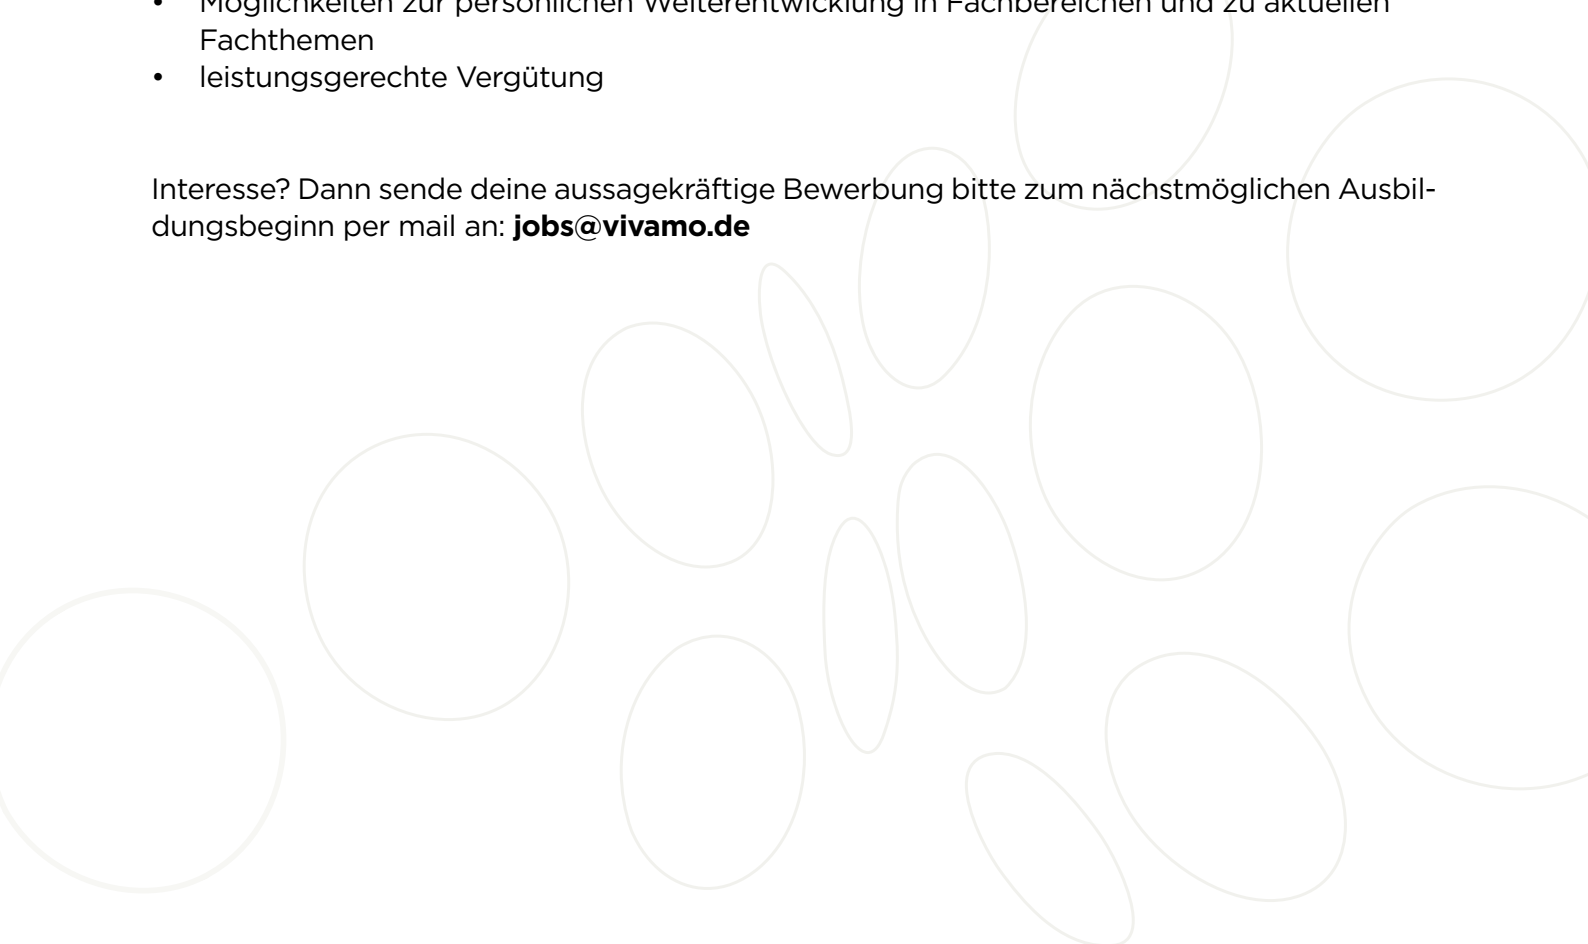 • Möglichkeiten zur persönlichen Weiterentwicklung in Fachbereichen und zu aktuellen
Fachthemen
• leistungsgerechte Vergütung
Interesse? Dann sende deine aussagekräftige Bewerbung bitte zum nächstmöglichen Ausbil-
dungsbeginn per mail an: jobs@vivamo.de